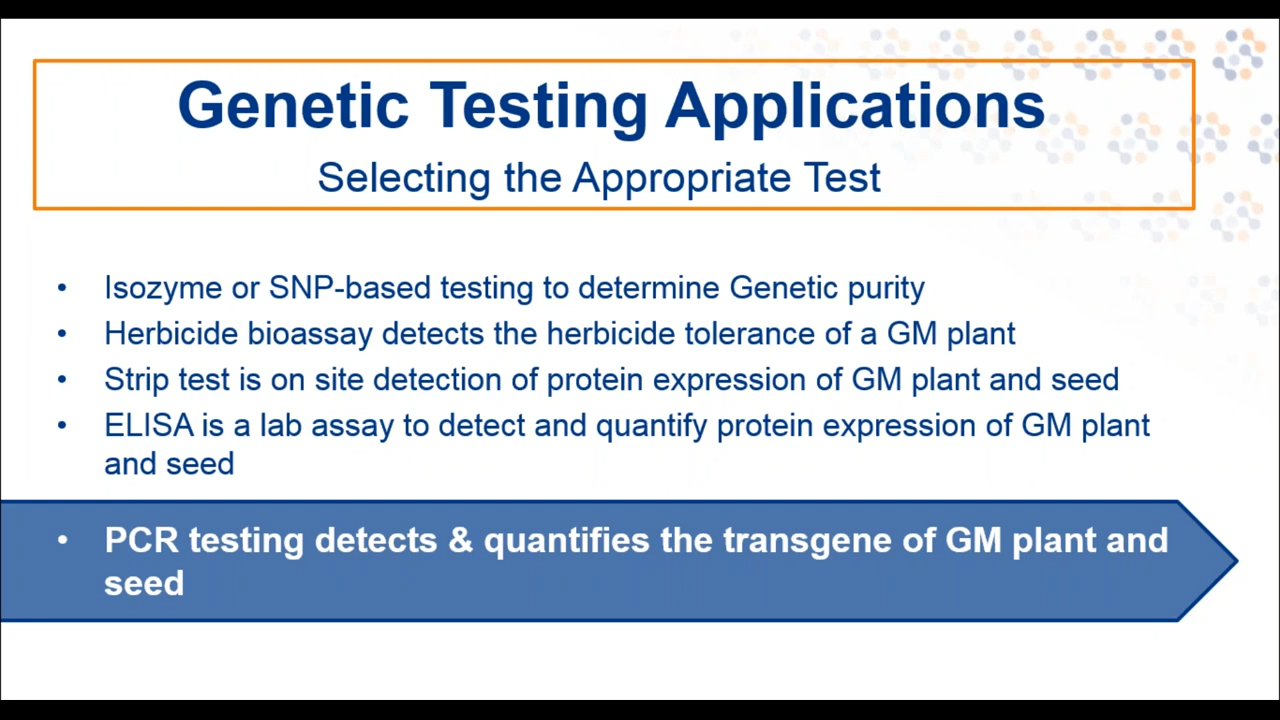 Genetic Testing Applications
Selecting the Appropriate Test
• Isozyme or SNP-based testing to determine Genetic purity
• Herbicide bioassay detects the herbicide tolerance of a GM plant
• Strip test is on site detection of protein expression of GM plant and seed
• ELISA is a lab assay to detect and quantify protein expression of GM plant
and seed
• PCR testing detects & quantifies the transgene of GM plant and
seed